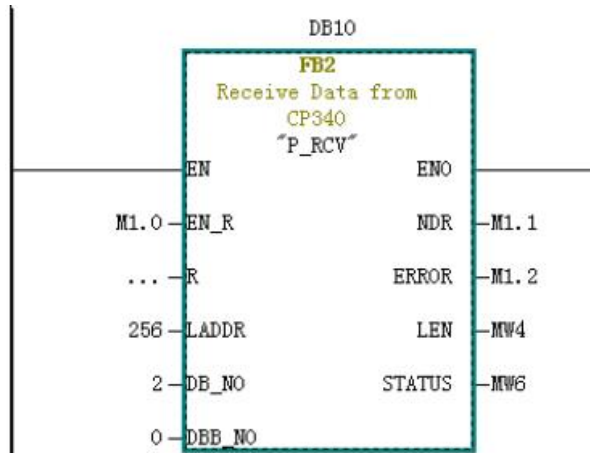 DB10
FB2
Receive Data from
CP340
"P_RCV"
EN ENO
M1.0 EN_R NDR M1.1
... R ERROR M1.2
256 LADDR LEN MW4
2 DB_NO STATUS MW6
0 DBB_NO